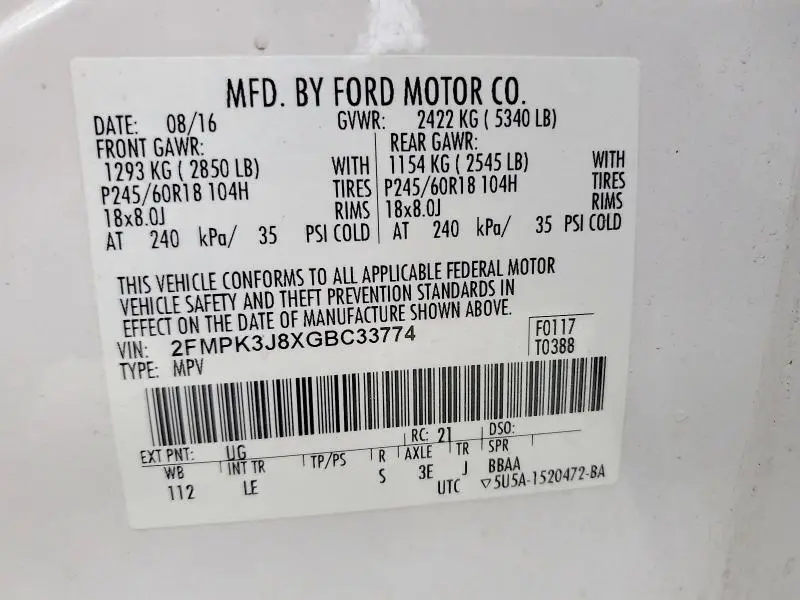 MFD. BY FORD MOTOR CO.
DATE: 08/16 GVWR: 2422 KG ( 5340 LB)
FRONT GAWR: REAR GAWR:
1293 KG ( 2850 LB) WITH 1154 KG ( 2545 LB) WITH
P245/60R18 104H TIRES P245/60R18 104H TIRES
18x8.0J RIMS 18x8.0J RIMS
AT 240 kPa/ 35 PSI COLD AT 240 kPa/ 35 PSI COLD
THIS VEHICLE CONFORMS TO ALL APPLICABLE FEDERAL MOTOR
VEHICLE SAFETY AND THEFT PREVENTION STANDARDS IN
EFFECT ON THE DATE OF MANUFACTURE SHOWN ABOVE.
VIN: 2FMPK3J8XGBC33774 F0117
TYPE: MPV T0388
EXT PNT: UG RC: 21 DSO:
WB INT TR TP/PS R AXLE TR SPR
112 LE S 3E J BBAA
UTC ▽5U5A-1520472-BA